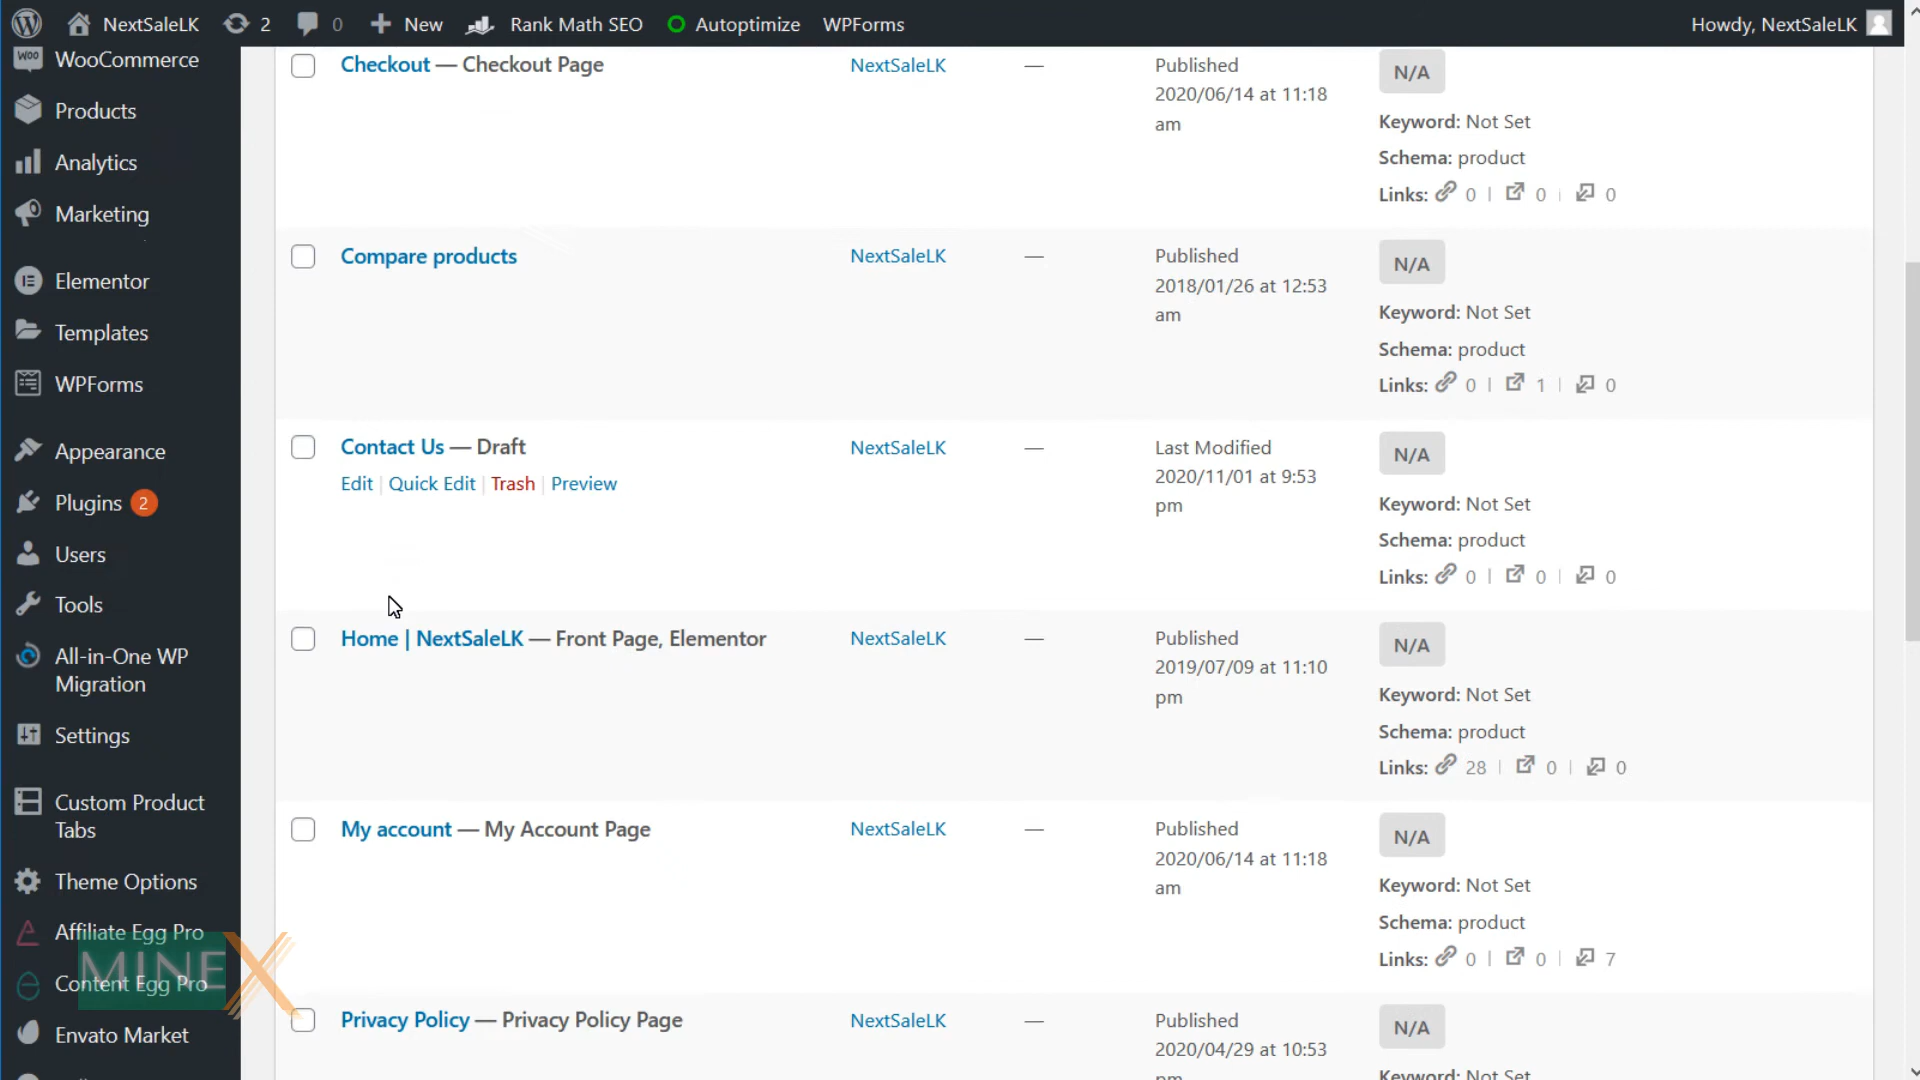 NextSaleLK 2 0 New Rank Math SEO Autoptimize WPForms Howdy, NextSaleLK
WooCommerce
Products
Analytics
Marketing
Elementor
Templates
WPForms
Appearance
Plugins 2
Users
Tools
All-in-One WP
Migration
Settings
Custom Product
Tabs
Theme Options
Affiliate Egg Pro
Content Egg Pro
Envato Market
MINEX
Checkout — Checkout Page
NextSaleLK
—
Published
2020/06/14 at 11:18
am
N/A
Keyword: Not Set
Schema: product
Links: 0 | 0 | 0
Compare products
NextSaleLK
—
Published
2018/01/26 at 12:53
am
N/A
Keyword: Not Set
Schema: product
Links: 0 | 1 | 0
Contact Us — Draft
Edit | Quick Edit | Trash | Preview
NextSaleLK
—
Last Modified
2020/11/01 at 9:53
pm
N/A
Keyword: Not Set
Schema: product
Links: 0 | 0 | 0
Home | NextSaleLK — Front Page, Elementor
NextSaleLK
—
Published
2019/07/09 at 11:10
pm
N/A
Keyword: Not Set
Schema: product
Links: 28 | 0 | 0
My account — My Account Page
NextSaleLK
—
Published
2020/06/14 at 11:18
am
N/A
Keyword: Not Set
Schema: product
Links: 0 | 0 | 7
Privacy Policy — Privacy Policy Page
NextSaleLK
—
Published
2020/04/29 at 10:53
pm
N/A
Keyword: Not Set